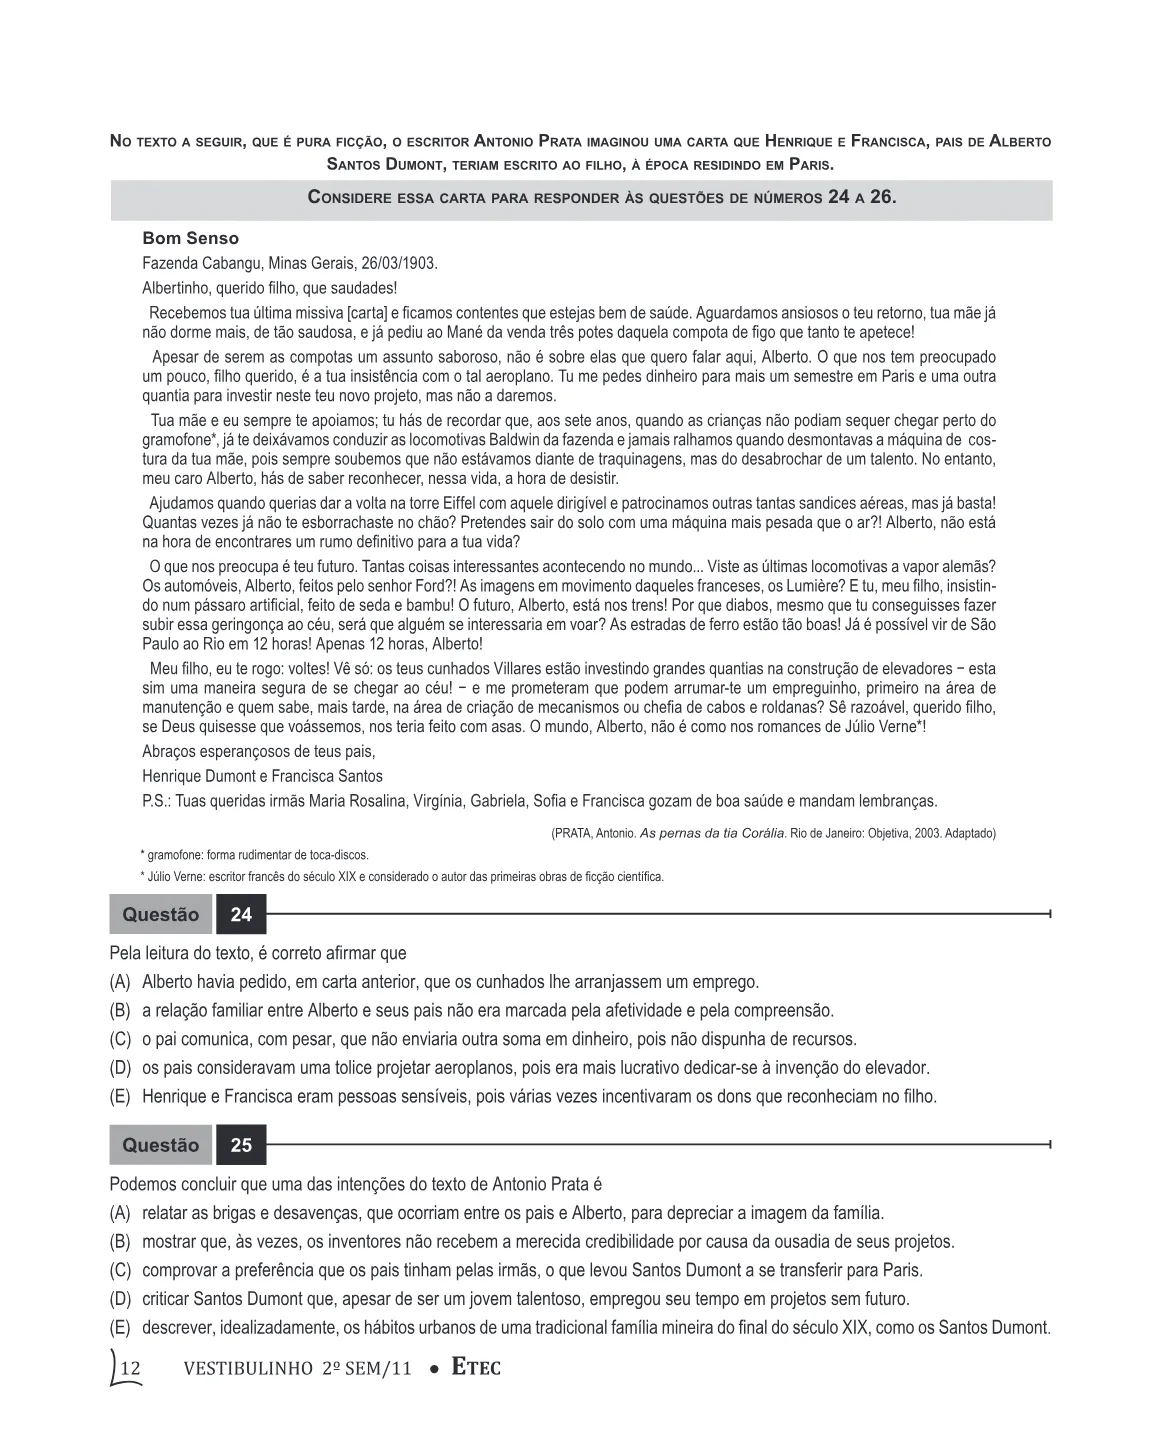 No texto a seguir, que é pura ficção, o escritor Antonio Prata imaginou uma carta que Henrique e Francisca, pais de Alberto
Santos Dumont, teriam escrito ao filho, à época residindo em Paris.
Considere essa carta para responder às questões de números 24 a 26.
Bom Senso
Fazenda Cabangu, Minas Gerais, 26/03/1903.
Albertinho, querido filho, que saudades!
Recebemos tua última missiva [carta] e ficamos contentes que estejas bem de saúde. Aguardamos ansiosos o teu retorno, tua mãe já
não dorme mais, de tão saudosa, e já pediu ao Mané da venda três potes daquela compota de figo que tanto te apetece!
Apesar de serem as compotas um assunto saboroso, não é sobre elas que quero falar aqui, Alberto. O que nos tem preocupado
um pouco, filho querido, é a tua insistência com o tal aeroplano. Tu me pedes dinheiro para mais um semestre em Paris e uma outra
quantia para investir neste teu novo projeto, mas não a daremos.
Tua mãe e eu sempre te apoiamos; tu hás de recordar que, aos sete anos, quando as crianças não podiam sequer chegar perto do
gramofone*, já te deixávamos conduzir as locomotivas Baldwin da fazenda e jamais ralhamos quando desmontavas a máquina de cos-
tura da tua mãe, pois sempre soubemos que não estávamos diante de traquinagens, mas do desabrochar de um talento. No entanto,
meu caro Alberto, hás de saber reconhecer, nessa vida, a hora de desistir.
Ajudamos quando querias dar a volta na torre Eiffel com aquele dirigível e patrocinamos outras tantas sandices aéreas, mas já basta!
Quantas vezes já não te esborrachaste no chão? Pretendes sair do solo com uma máquina mais pesada que o ar?! Alberto, não está
na hora de encontrares um rumo definitivo para a tua vida?
O que nos preocupa é teu futuro. Tantas coisas interessantes acontecendo no mundo... Viste as últimas locomotivas a vapor alemãs?
Os automóveis, Alberto, feitos pelo senhor Ford?! As imagens em movimento daqueles franceses, os Lumière? E tu, meu filho, insistin-
do num pássaro artificial, feito de seda e bambu! O futuro, Alberto, está nos trens! Por que diabos, mesmo que tu conseguisses fazer
subir essa geringonça ao céu, será que alguém se interessaria em voar? As estradas de ferro estão tão boas! Já é possível vir de São
Paulo ao Rio em 12 horas! Apenas 12 horas, Alberto!
Meu filho, eu te rogo: voltes! Vê só: os teus cunhados Villares estão investindo grandes quantias na construção de elevadores − esta
sim uma maneira segura de se chegar ao céu! − e me prometeram que podem arrumar-te um empreguinho, primeiro na área de
manutenção e quem sabe, mais tarde, na área de criação de mecanismos ou chefia de cabos e roldanas? Sê razoável, querido filho,
se Deus quisesse que voássemos, nos teria feito com asas. O mundo, Alberto, não é como nos romances de Júlio Verne*!
Abraços esperançosos de teus pais,
Henrique Dumont e Francisca Santos
P.S.: Tuas queridas irmãs Maria Rosalina, Virgínia, Gabriela, Sofia e Francisca gozam de boa saúde e mandam lembranças.
(PRATA, Antonio. As pernas da tia Corália. Rio de Janeiro: Objetiva, 2003. Adaptado)
* gramofone: forma rudimentar de toca-discos.
* Júlio Verne: escritor francês do século XIX e considerado o autor das primeiras obras de ficção científica.
Questão 24
Pela leitura do texto, é correto afirmar que
(A) Alberto havia pedido, em carta anterior, que os cunhados lhe arranjassem um emprego.
(B) a relação familiar entre Alberto e seus pais não era marcada pela afetividade e pela compreensão.
(C) o pai comunica, com pesar, que não enviaria outra soma em dinheiro, pois não dispunha de recursos.
(D) os pais consideravam uma tolice projetar aeroplanos, pois era mais lucrativo dedicar-se à invenção do elevador.
(E) Henrique e Francisca eram pessoas sensíveis, pois várias vezes incentivaram os dons que reconheciam no filho.
Questão 25
Podemos concluir que uma das intenções do texto de Antonio Prata é
(A) relatar as brigas e desavenças, que ocorriam entre os pais e Alberto, para depreciar a imagem da família.
(B) mostrar que, às vezes, os inventores não recebem a merecida credibilidade por causa da ousadia de seus projetos.
(C) comprovar a preferência que os pais tinham pelas irmãs, o que levou Santos Dumont a se transferir para Paris.
(D) criticar Santos Dumont que, apesar de ser um jovem talentoso, empregou seu tempo em projetos sem futuro.
(E) descrever, idealizadamente, os hábitos urbanos de uma tradicional família mineira do final do século XIX, como os Santos Dumont.
12 VESTIBULINHO 2º SEM/11 • ETEC